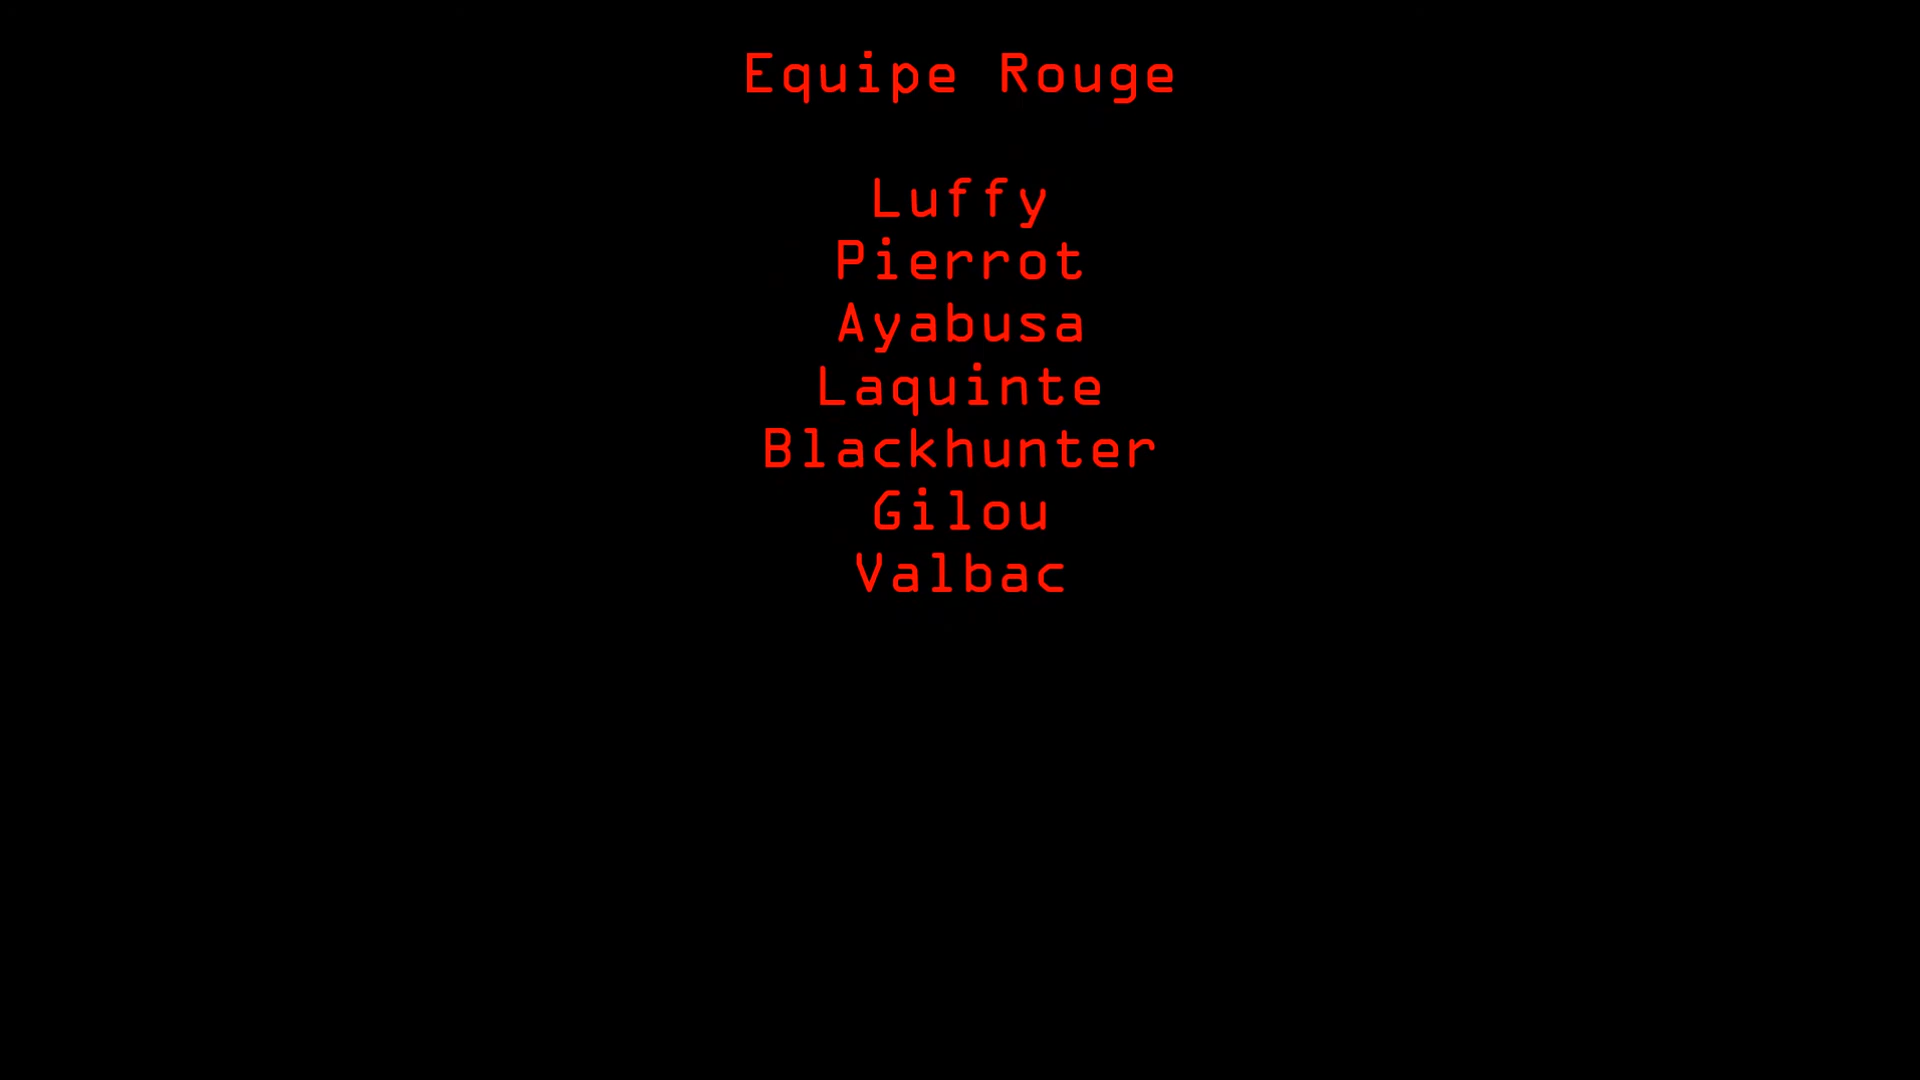 Equipe Rouge
Luffy
Pierrot
Ayabusa
Laquinte
Blackhunter
Gilou
Valbac